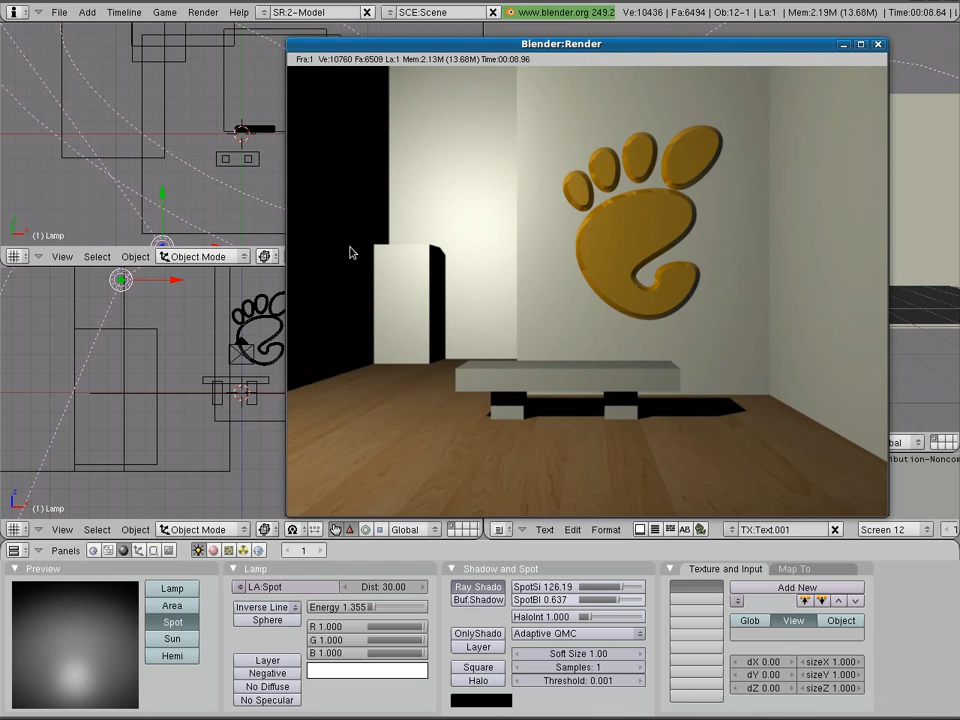 File Add Timeline Game Render Help SR:2-Model SCE:Scene www.blender.org 249.2 Ve:10436 | Fa:6494 | Ob:12-1 | La:1 | Mem:2.19M (13.68M) | Time:00:08.64 |
Blender:Render
Fra:1 Ve:10760 Fa:6509 La:1 Mem:2.13M (13.68M) Time:00:08.96
x
(1) Lamp
View Select Object Object Mode
z
x
(1) Lamp
View Select Object Object Mode Global
Text Edit Format AB TX:Text.001 Screen 12
bal
ribution-Noncom
Panels 1
Preview
Lamp
Area
Spot
Sun
Hemi
Lamp
LA:Spot Dist: 30.00
Inverse Line
Sphere
Energy 1.355
R 1.000
G 1.000
B 1.000
Layer
Negative
No Diffuse
No Specular
Shadow and Spot
Ray Shado
Buf.Shadow
SpotSi 126.19
SpotBl 0.637
HaloInt 1.000
OnlyShado
Layer
Square
Halo
Adaptive QMC
Soft Size 1.00
Samples: 1
Threshold: 0.001
Texture and Input Map To
Add New
Glob View Object
dX 0.00 sizeX 1.000
dY 0.00 sizeY 1.000
dZ 0.00 sizeZ 1.000